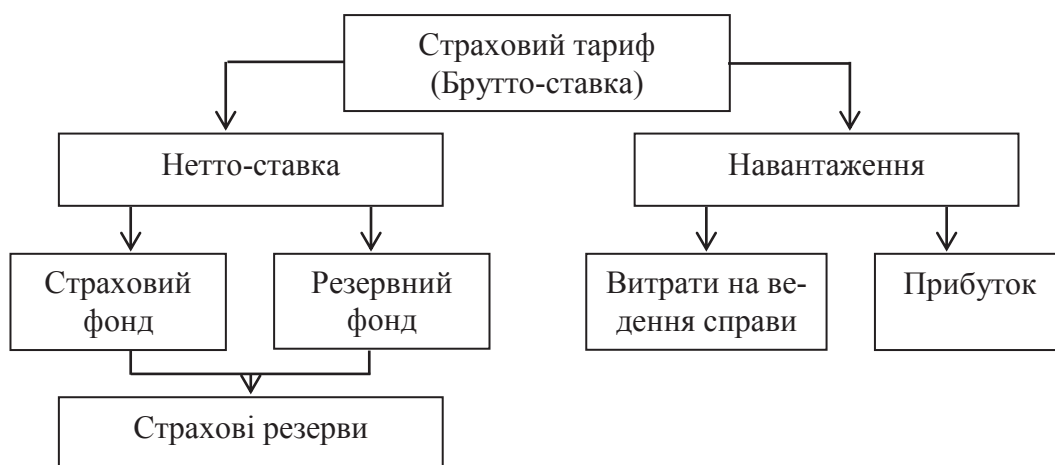 Страховий тариф
(Брутто-ставка)
Нетто-ставка
Навантаження
Страховий
фонд
Резервний
фонд
Витрати на ве-
дення справи
Прибуток
Страхові резерви